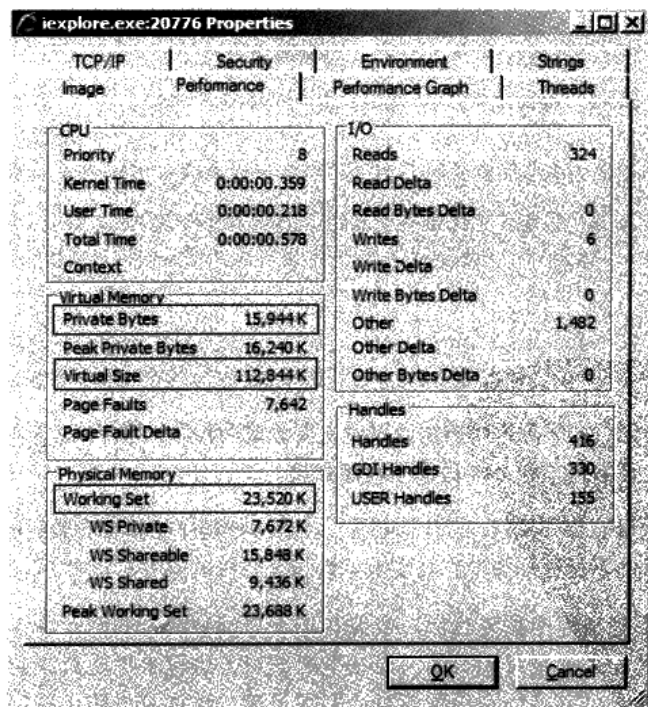 iexplore.exe:20776 Properties
TCP/IP Security Environment Strings
Image Performance Performance Graph Threads
CPU
Priority 8
Kernel Time 0:00:00.359
User Time 0:00:00.218
Total Time 0:00:00.578
Context
Virtual Memory
Private Bytes 15,944 K
Peak Private Bytes 16,240 K
Virtual Size 112,844 K
Page Faults 7,642
Page Fault Delta
Physical Memory
Working Set 23,520 K
WS Private 7,672 K
WS Shareable 15,848 K
WS Shared 9,436 K
Peak Working Set 23,688 K
I/O
Reads 324
Read Delta
Read Bytes Delta 0
Writes 6
Write Delta
Write Bytes Delta 0
Other 1,482
Other Delta
Other Bytes Delta 0
Handles
Handles 416
GDI Handles 330
USER Handles 155
OK Cancel